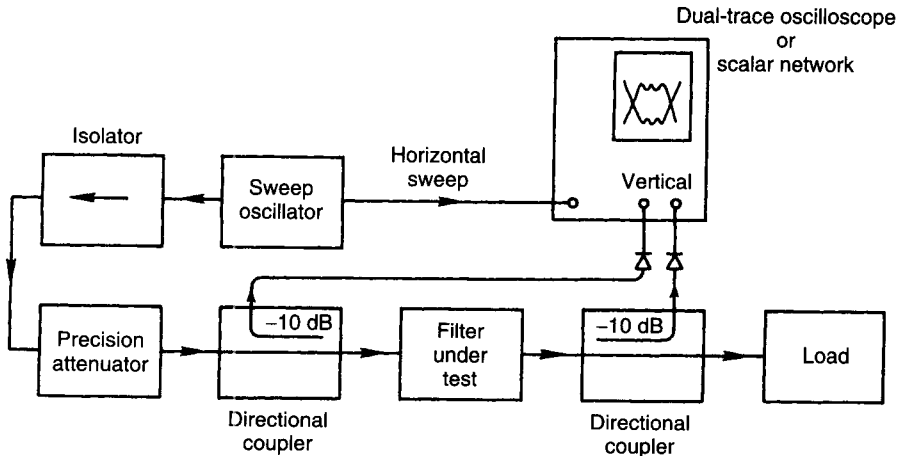 Dual-trace oscilloscope
or
scalar network
Isolator
Sweep
oscillator
Horizontal
sweep
Vertical
Precision
attenuator
–10 dB
Filter
under
test
–10 dB
Load
Directional
coupler
Directional
coupler